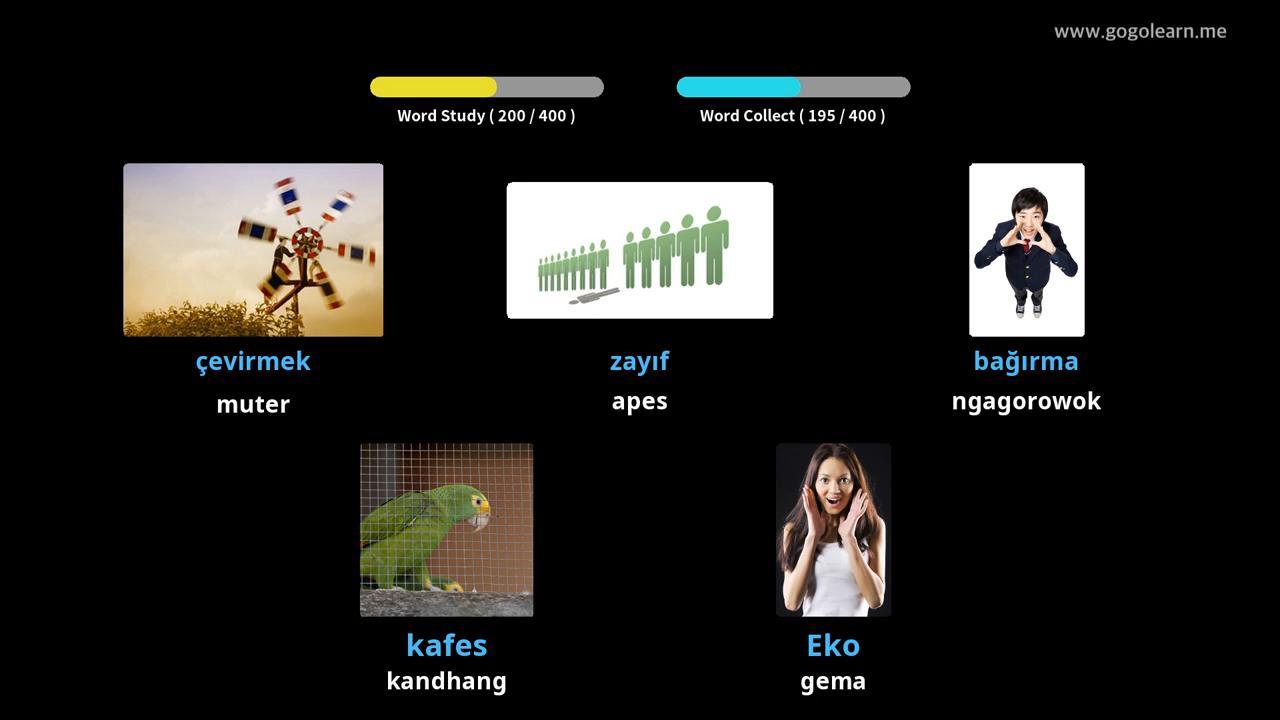 www.gogolearn.me
Word Study ( 200 / 400 )
Word Collect ( 195 / 400 )
çevirmek
muter
zayıf
apes
bağırma
ngagorowok
kafes
kandhang
Eko
gema